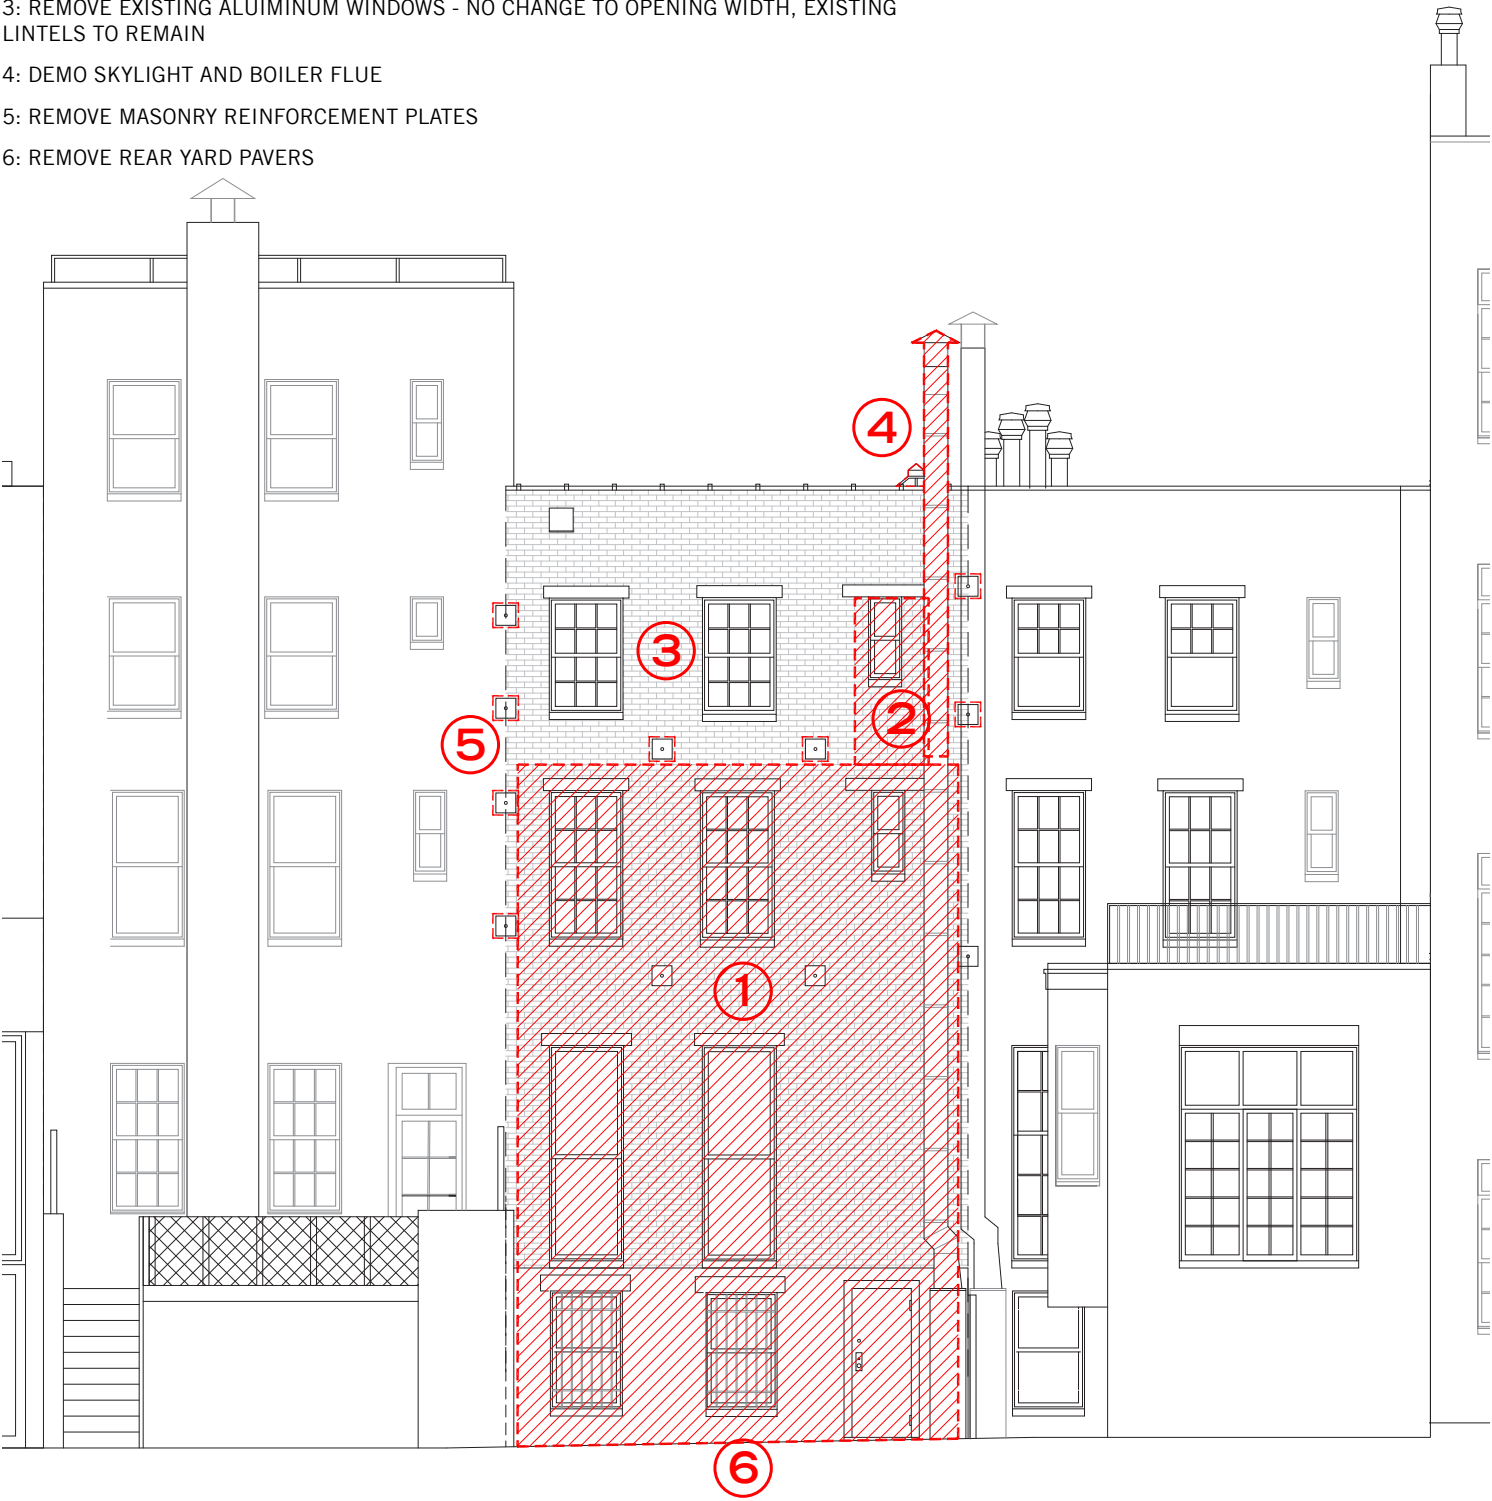 3: REMOVE EXISTING ALUIMINUM WINDOWS - NO CHANGE TO OPENING WIDTH, EXISTING
LINTELS TO REMAIN
4: DEMO SKYLIGHT AND BOILER FLUE
5: REMOVE MASONRY REINFORCEMENT PLATES
6: REMOVE REAR YARD PAVERS
4
3
2
5
1
6